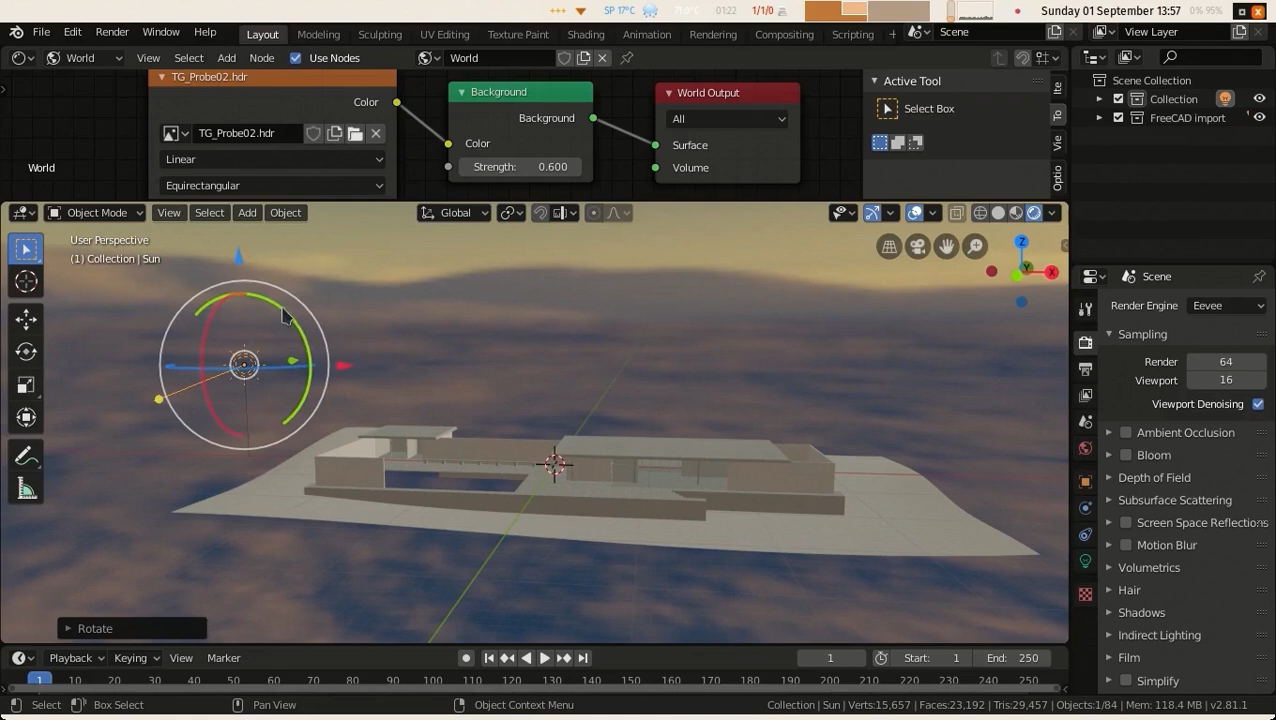 +++ SP 17°C 71.0°C 01:22 1/1/0 Sunday 01 September 13:57 0% 95%
File Edit Render Window Help Layout Modeling Sculpting UV Editing Texture Paint Shading Animation Rendering Compositing Scripting + Scene View Layer
World View Select Add Node Use Nodes World
TG_Probe02.hdr
Color
TG_Probe02.hdr
Linear
Equirectangular
Background
Background
Color
Strength: 0.600
World Output
All
Surface
Volume
World
Active Tool
Select Box
Ite
To
Vie
Optio
Scene Collection
Collection
FreeCAD import
Object Mode View Select Add Object Global
User Perspective
(1) Collection | Sun
Z
Y
X
Rotate
Scene
Render Engine Eevee
Sampling
Render 64
Viewport 16
Viewport Denoising
Ambient Occlusion
Bloom
Depth of Field
Subsurface Scattering
Screen Space Reflections
Motion Blur
Volumetrics
Hair
Shadows
Indirect Lighting
Film
Simplify
Playback Keying View Marker 1 Start: 1 End: 250
1 10 20 30 40 50 60 70 80 90 100 110 120 130 140 150 160 170 180 190 200 210 220 230 240 250
Select Box Select Pan View Object Context Menu Collection | Sun | Verts:15,657 | Faces:23,192 | Tris:29,457 | Objects:1/84 | Mem: 118.4 MB | v2.81.1